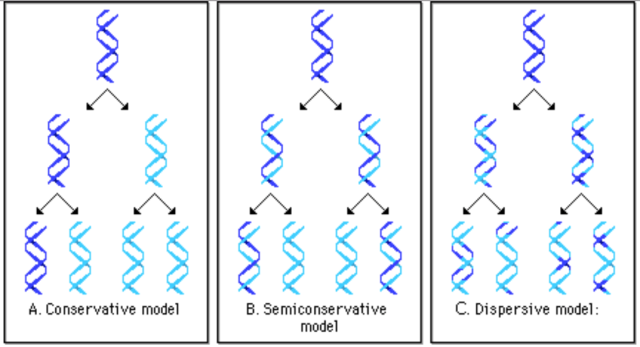 A. Conservative model
B. Semiconservative
model
C. Dispersive model: